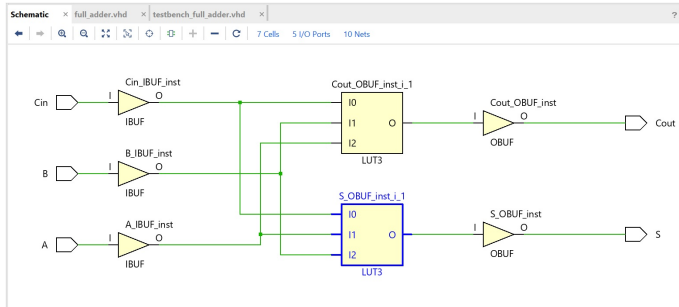 Schematic × full_adder.vhd × testbench_full_adder.vhd × ?
7 Cells 5 I/O Ports 10 Nets
Cin_IBUF_inst
Cin I O
IBUF
B_IBUF_inst
B I O
IBUF
A_IBUF_inst
A I O
IBUF
Cout_OBUF_inst_i_1
I0
I1 O
I2
LUT3
S_OBUF_inst_i_1
I0
I1 O
I2
LUT3
Cout_OBUF_inst
I O Cout
OBUF
S_OBUF_inst
I O S
OBUF